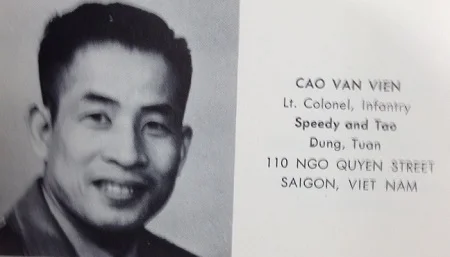 CAO VAN VIEN
Lt. Colonel, Infantry
Speedy and Tao
Dung, Tuan
110 NGO QUYEN STREET
SAIGON, VIET NAM